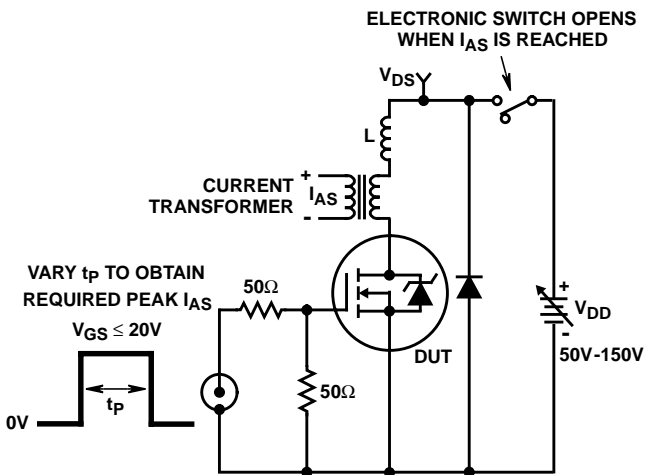 ELECTRONIC SWITCH OPENS
WHEN IAS IS REACHED
VDS
L
+
CURRENT
TRANSFORMER
IAS
-
VARY tP TO OBTAIN
REQUIRED PEAK IAS
50Ω
VGS ≤ 20V
DUT
+
VDD
-
50V-150V
50Ω
tP
0V